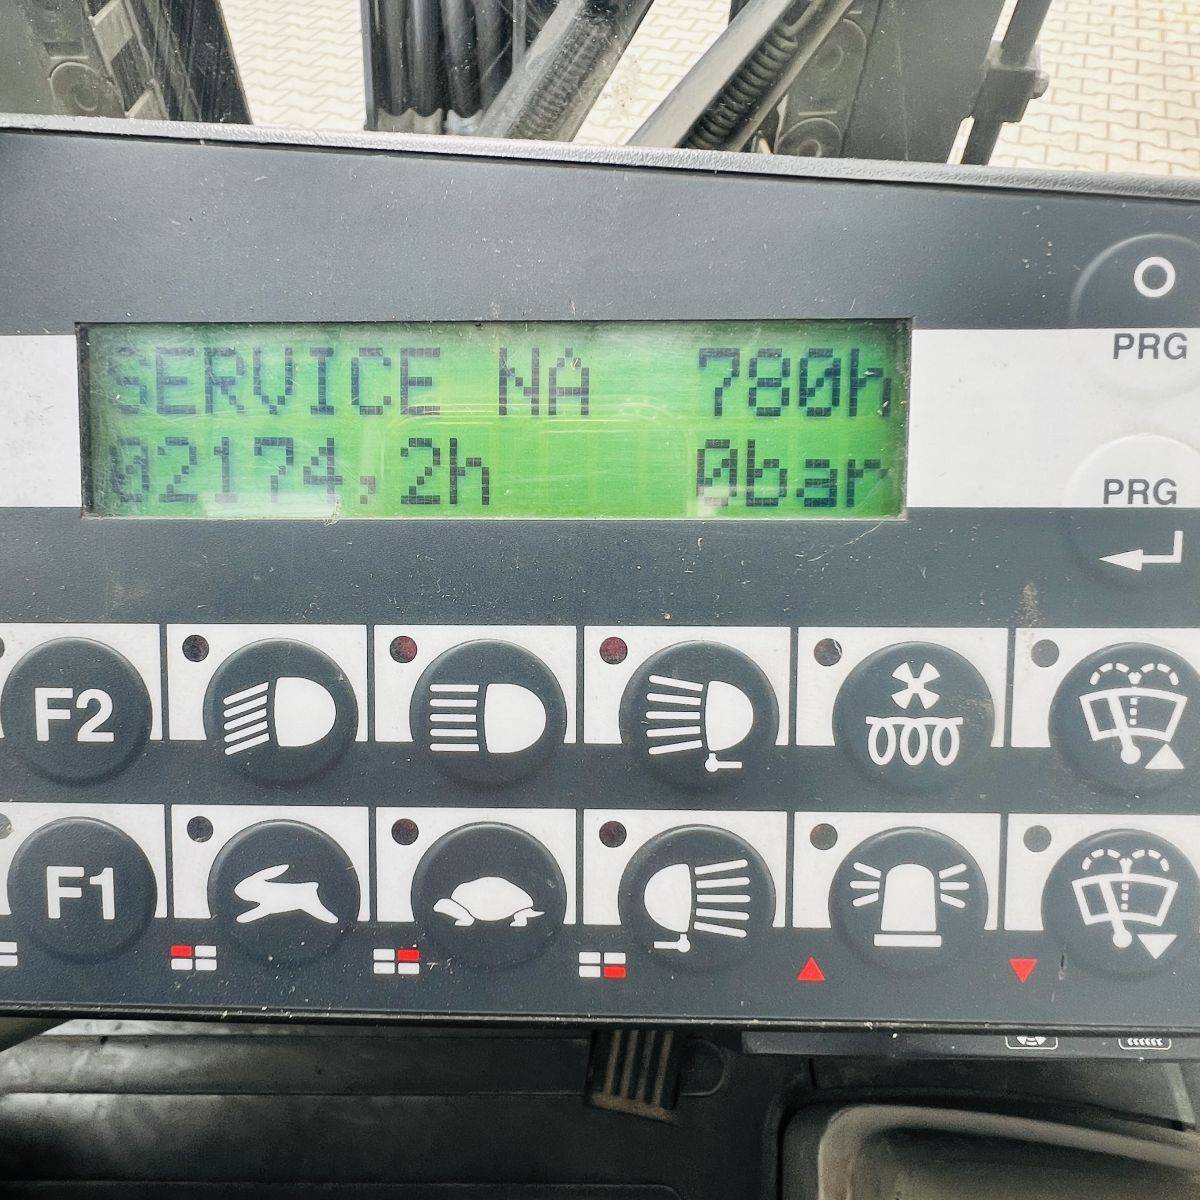 SERVICE NA 780h
02174,2h 0bar
PRG
PRG
F2
F1